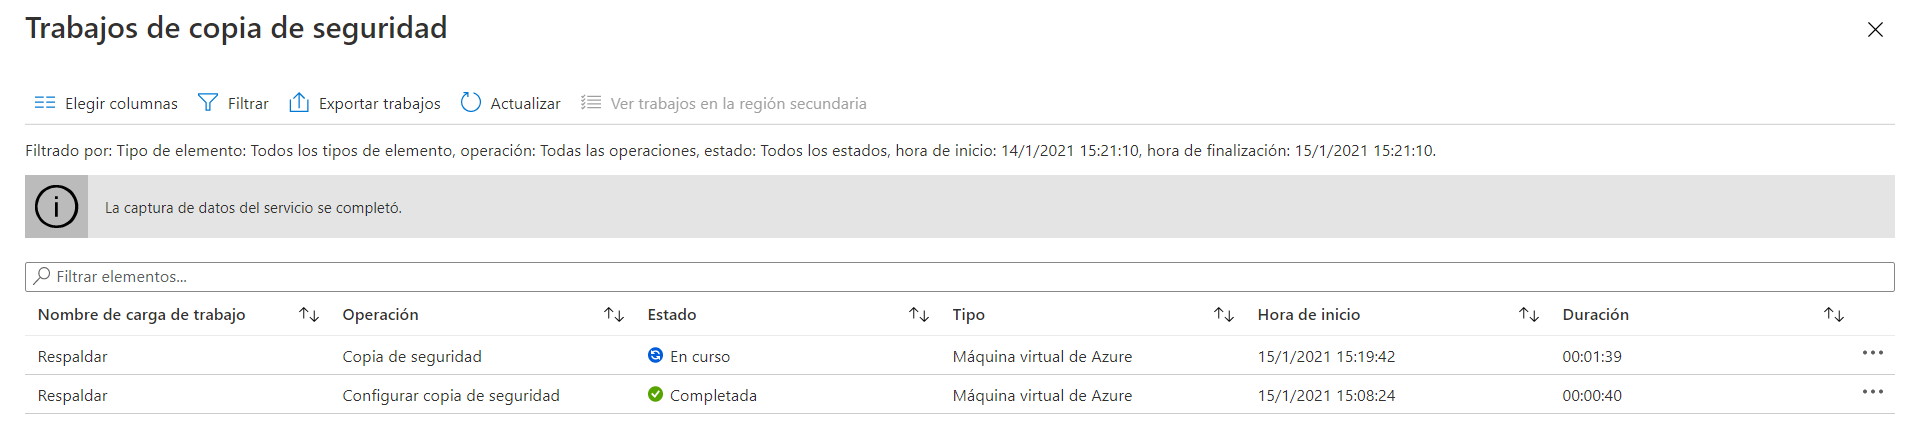 Trabajos de copia de seguridad
Elegir columnas Filtrar Exportar trabajos Actualizar Ver trabajos en la región secundaria
Filtrado por: Tipo de elemento: Todos los tipos de elemento, operación: Todas las operaciones, estado: Todos los estados, hora de inicio: 14/1/2021 15:21:10, hora de finalización: 15/1/2021 15:21:10.
La captura de datos del servicio se completó.
Filtrar elementos...
Nombre de carga de trabajo Operación Estado Tipo Hora de inicio Duración
Respaldar Copia de seguridad En curso Máquina virtual de Azure 15/1/2021 15:19:42 00:01:39
Respaldar Configurar copia de seguridad Completada Máquina virtual de Azure 15/1/2021 15:08:24 00:00:40